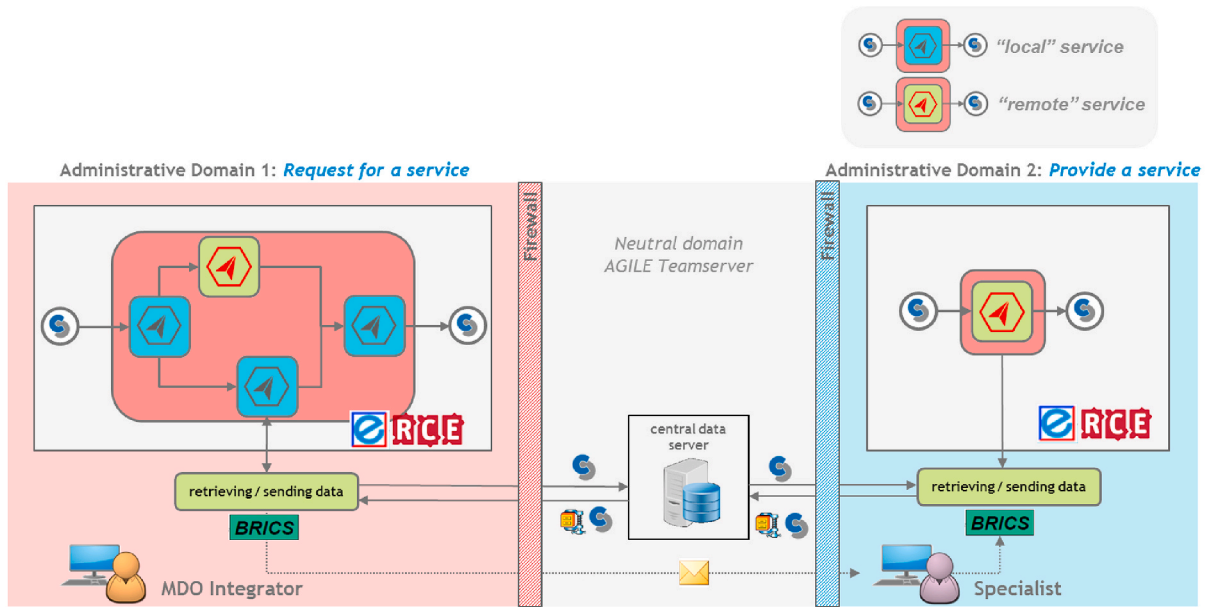 "local" service
"remote" service
Administrative Domain 1: Request for a service
Administrative Domain 2: Provide a service
Firewall
Neutral domain
AGILE Teamserver
Firewall
e RCE
central data
server
e RCE
retrieving / sending data
retrieving / sending data
BRICS
BRICS
MDO Integrator
Specialist